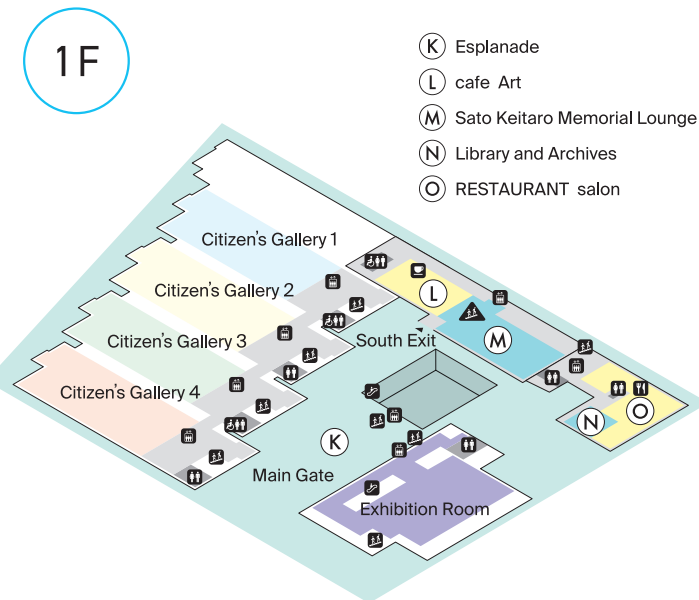 1F
K Esplanade
L cafe Art
M Sato Keitaro Memorial Lounge
N Library and Archives
O RESTAURANT salon
Citizen's Gallery 1
Citizen's Gallery 2
Citizen's Gallery 3
Citizen's Gallery 4
L
South Exit
M
N
O
K
Main Gate
Exhibition Room